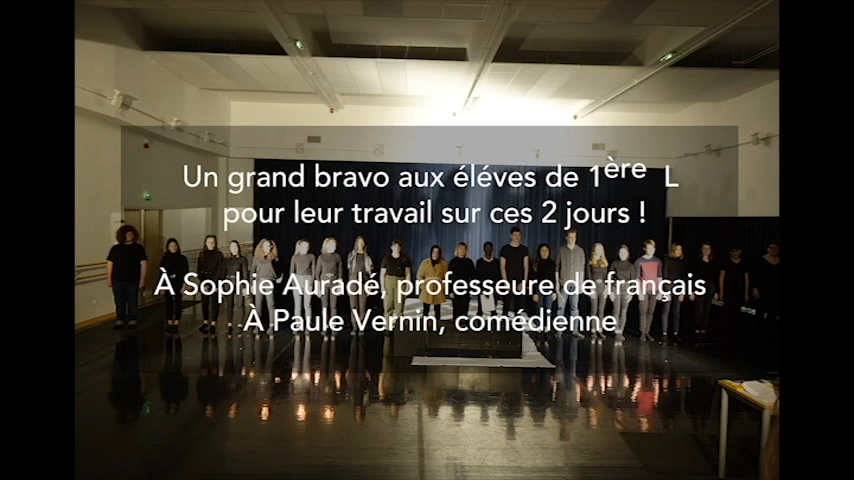 Un grand bravo aux éléves de 1ère L
pour leur travail sur ces 2 jours !
À Sophie Auradé, professeure de français
À Paule Vernin, comédienne